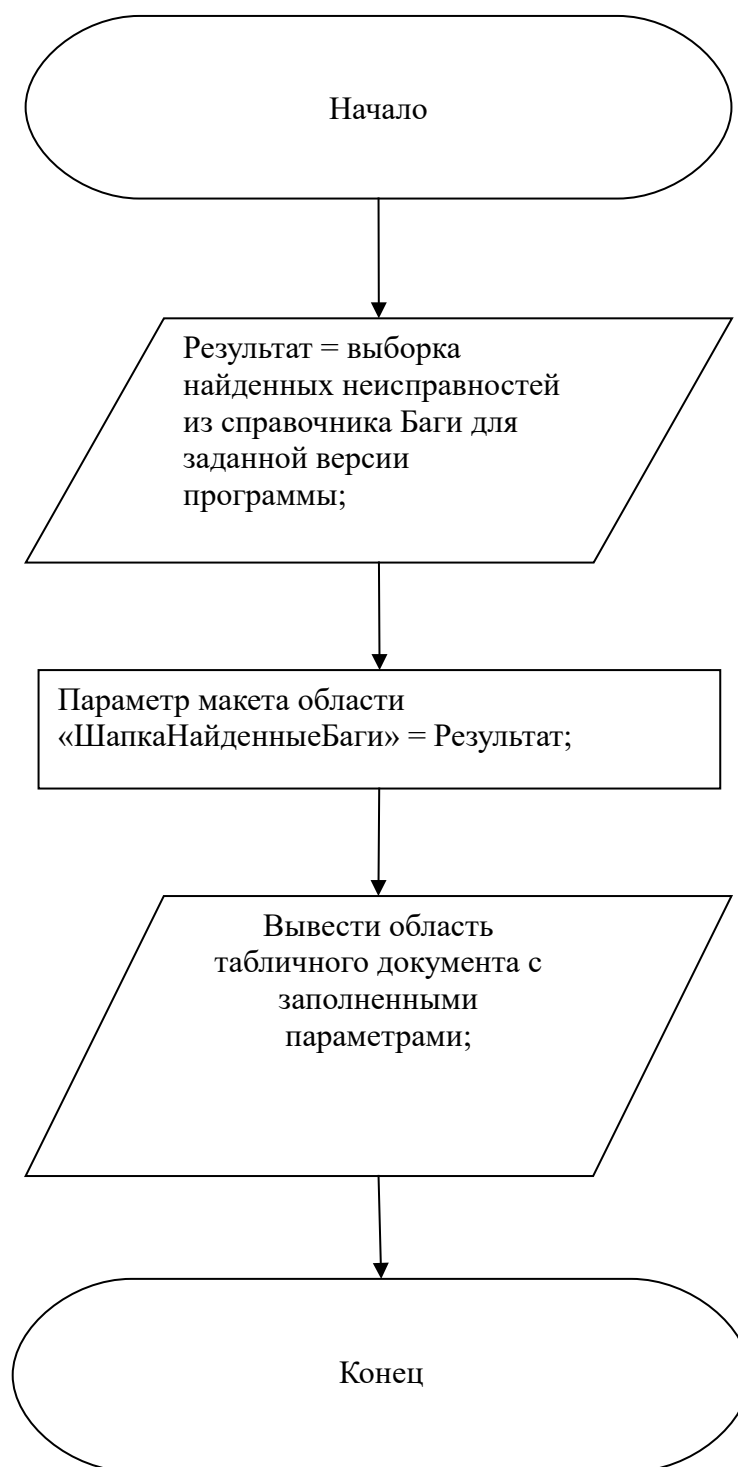 Начало
Результат = выборка
найденных неисправностей
из справочника Баги для
заданной версии
программы;
Параметр макета области
«ШапкаНайденныеБаги» = Результат;
Вывести область
табличного документа с
заполненными
параметрами;
Конец